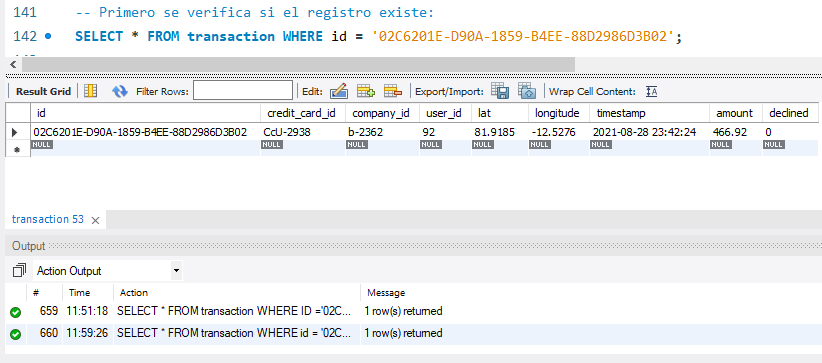 141 -- Primero se verifica si el registro existe:
142 SELECT * FROM transaction WHERE id = '02C6201E-D90A-1859-B4EE-88D2986D3B02';
Result Grid Filter Rows: Edit: Export/Import: Wrap Cell Content: IA
id credit_card_id company_id user_id lat longitude timestamp amount declined
02C6201E-D90A-1859-B4EE-88D2986D3B02 CcU-2938 b-2362 92 81.9185 -12.5276 2021-08-28 23:42:24 466.92 0
NULL NULL NULL NULL NULL NULL NULL NULL NULL
transaction 53
Output
Action Output
# Time Action Message
659 11:51:18 SELECT * FROM transaction WHERE ID ='02C... 1 row(s) returned
660 11:59:26 SELECT * FROM transaction WHERE id = '02C... 1 row(s) returned